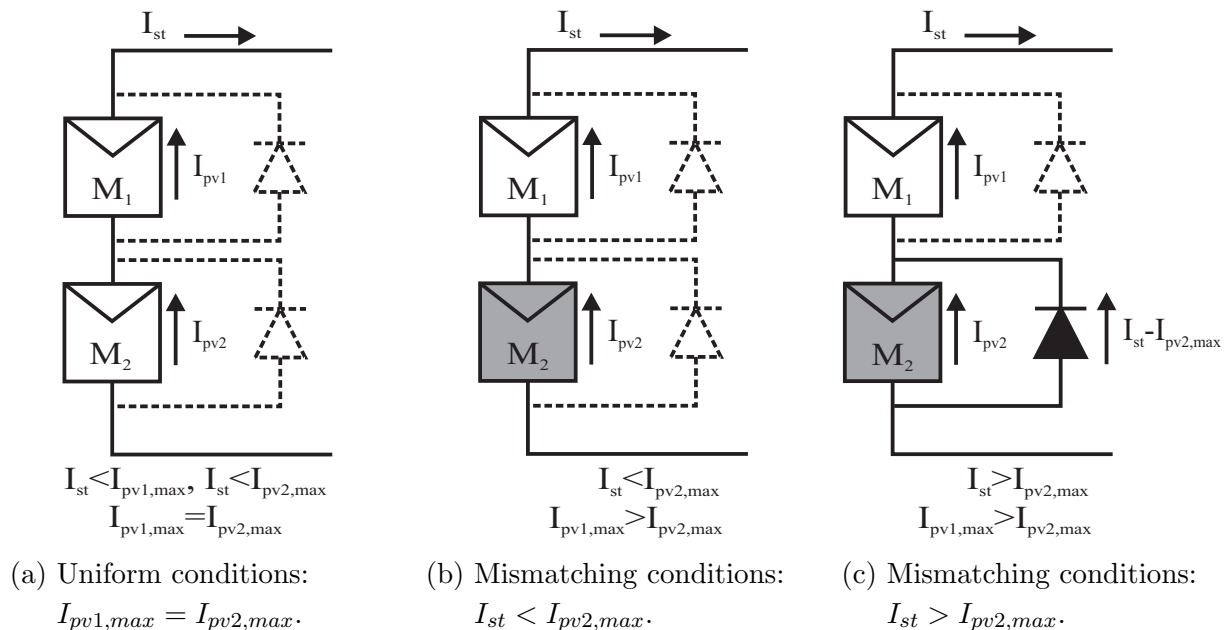 I_st
I_pv1
M_1
I_pv2
M_2
I_st<I_pv1,max, I_st<I_pv2,max
I_pv1,max=I_pv2,max
(a) Uniform conditions:
I_pv1,max = I_pv2,max.
I_st
I_pv1
M_1
I_pv2
M_2
I_st<I_pv2,max
I_pv1,max>I_pv2,max
(b) Mismatching conditions:
I_st < I_pv2,max.
I_st
I_pv1
M_1
I_pv2
M_2
I_st-I_pv2,max
I_st>I_pv2,max
I_pv1,max>I_pv2,max
(c) Mismatching conditions:
I_st > I_pv2,max.